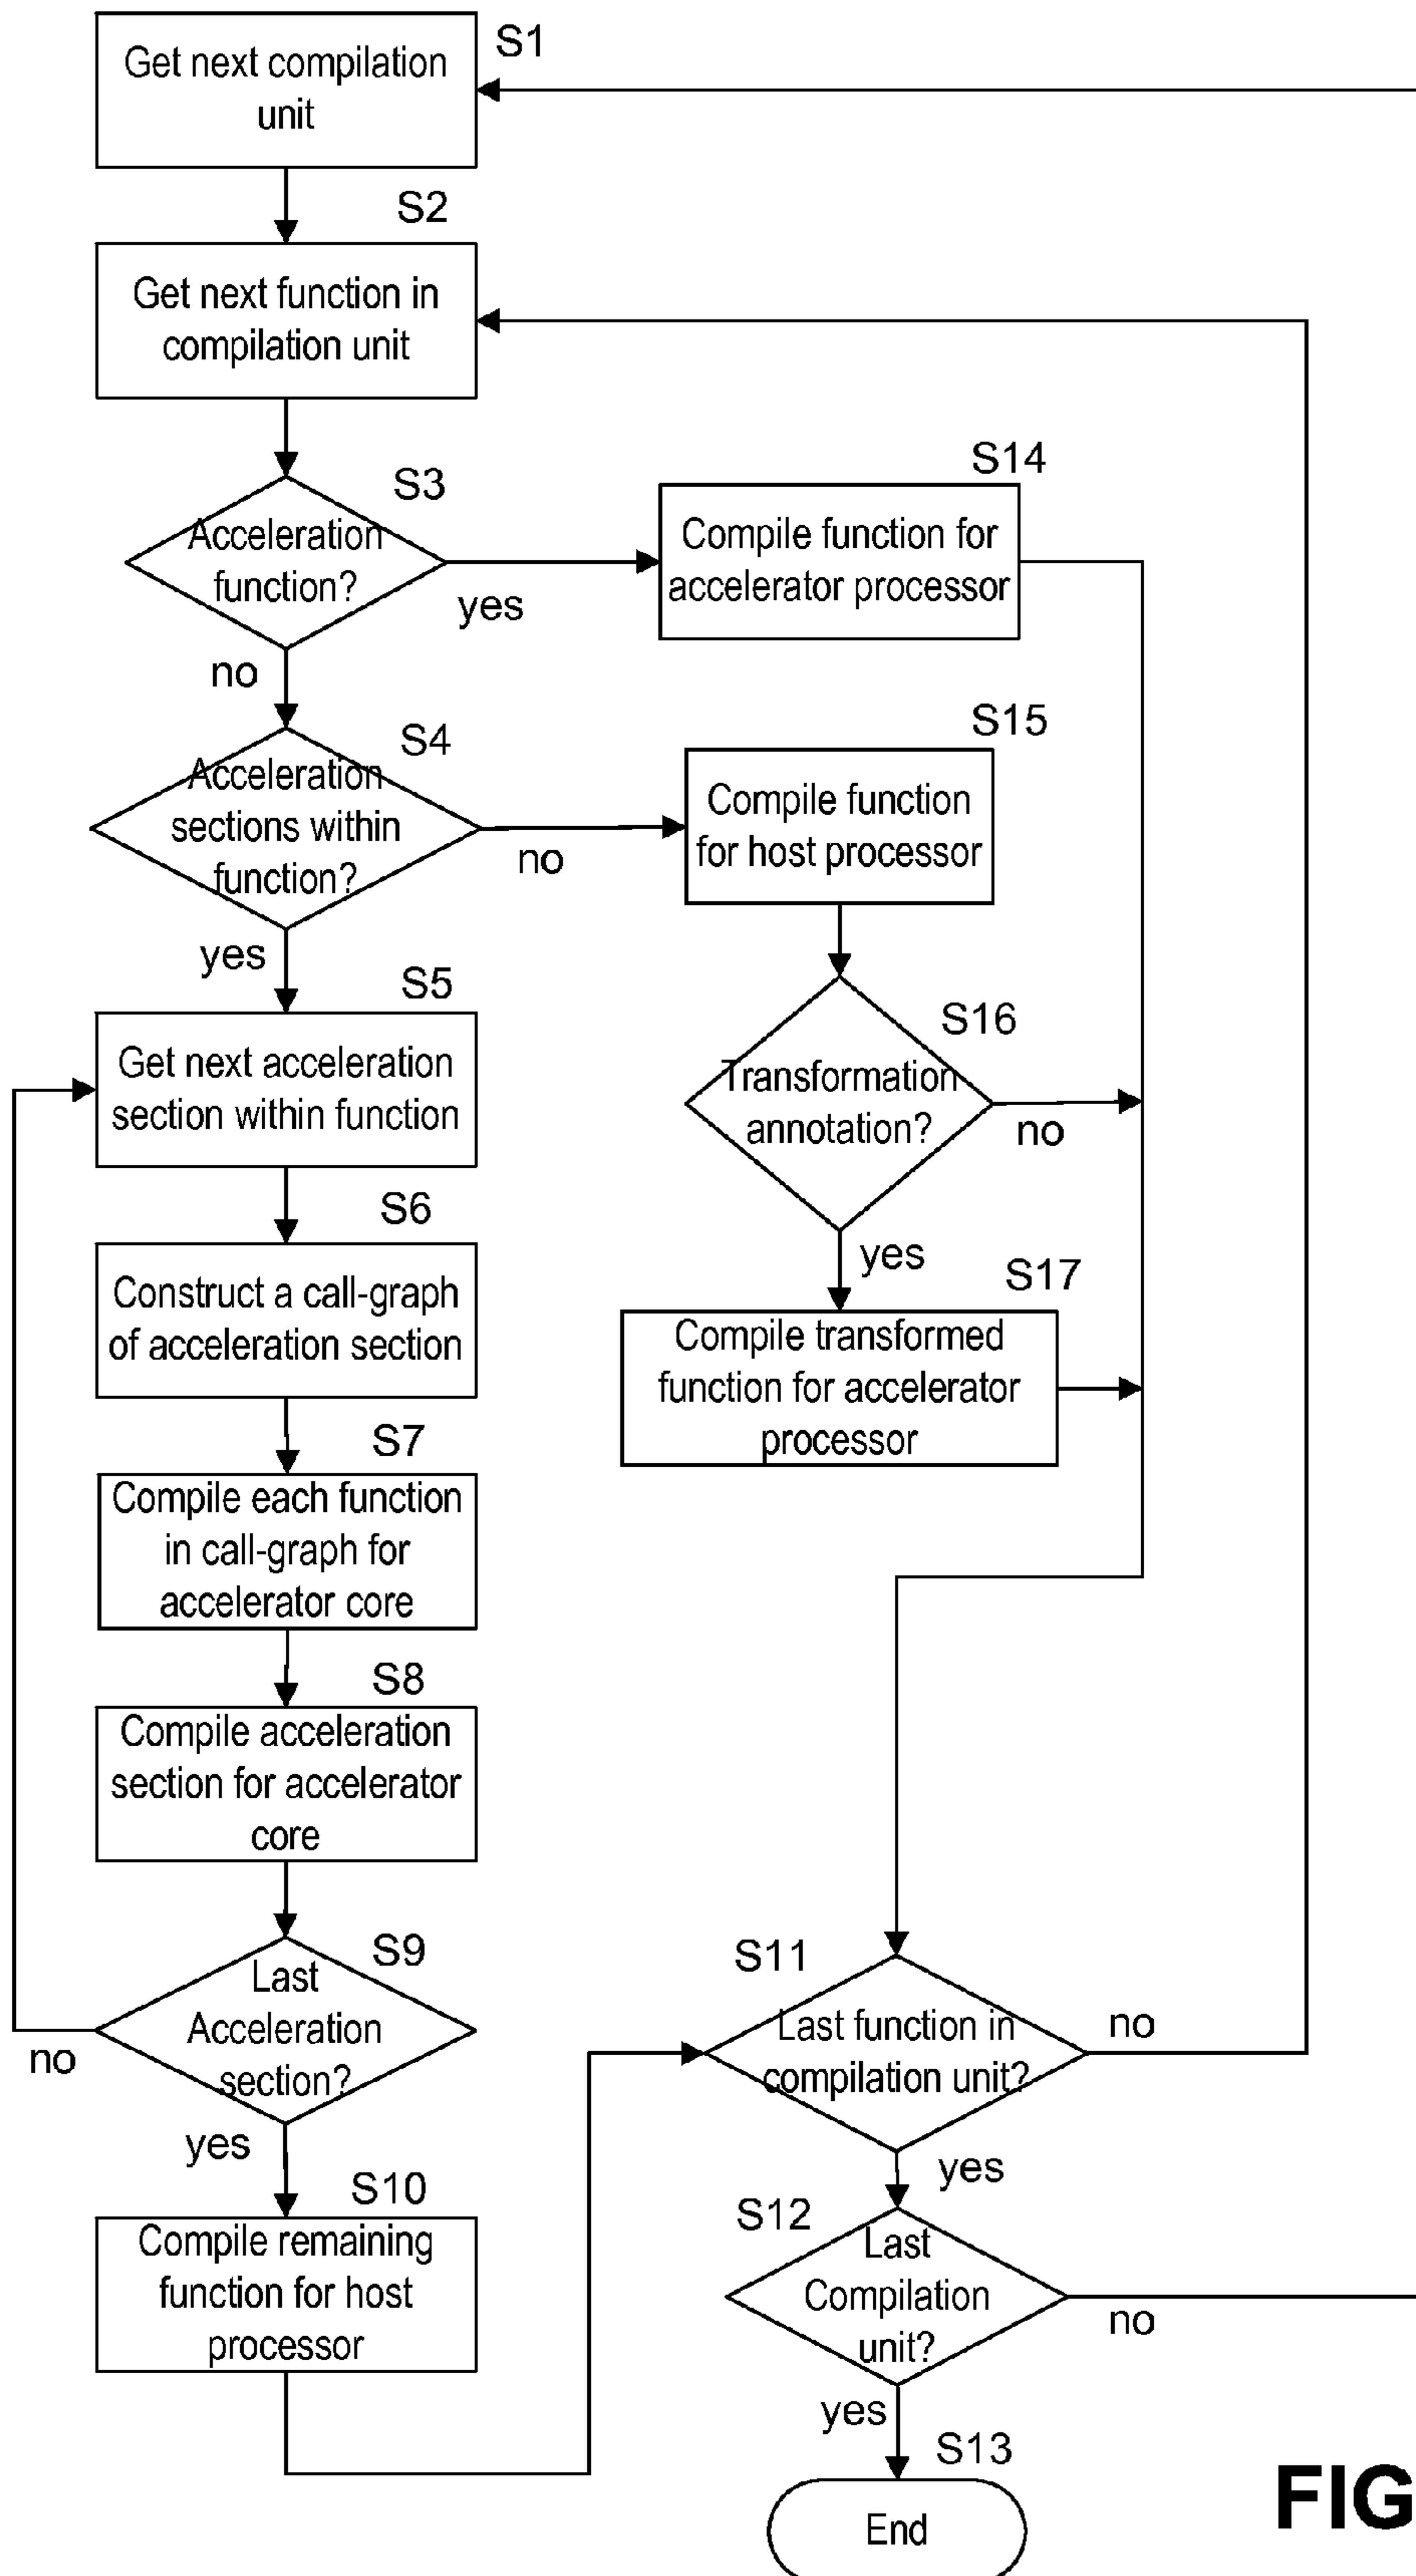 S1
Get next compilation
unit
S2
Get next function in
compilation unit
S3
Acceleration
function?
yes
no
S14
Compile function for
accelerator processor
S4
Acceleration
sections within
function?
no
yes
S15
Compile function
for host processor
S16
Transformation
annotation?
no
yes
S17
Compile transformed
function for accelerator
processor
S5
Get next acceleration
section within function
S6
Construct a call-graph
of acceleration section
S7
Compile each function
in call-graph for
accelerator core
S8
Compile acceleration
section for accelerator
core
S9
Last
Acceleration
section?
no
yes
S10
Compile remaining
function for host
processor
S11
Last function in
compilation unit?
no
yes
S12
Last
Compilation
unit?
no
yes
S13
End
FIG